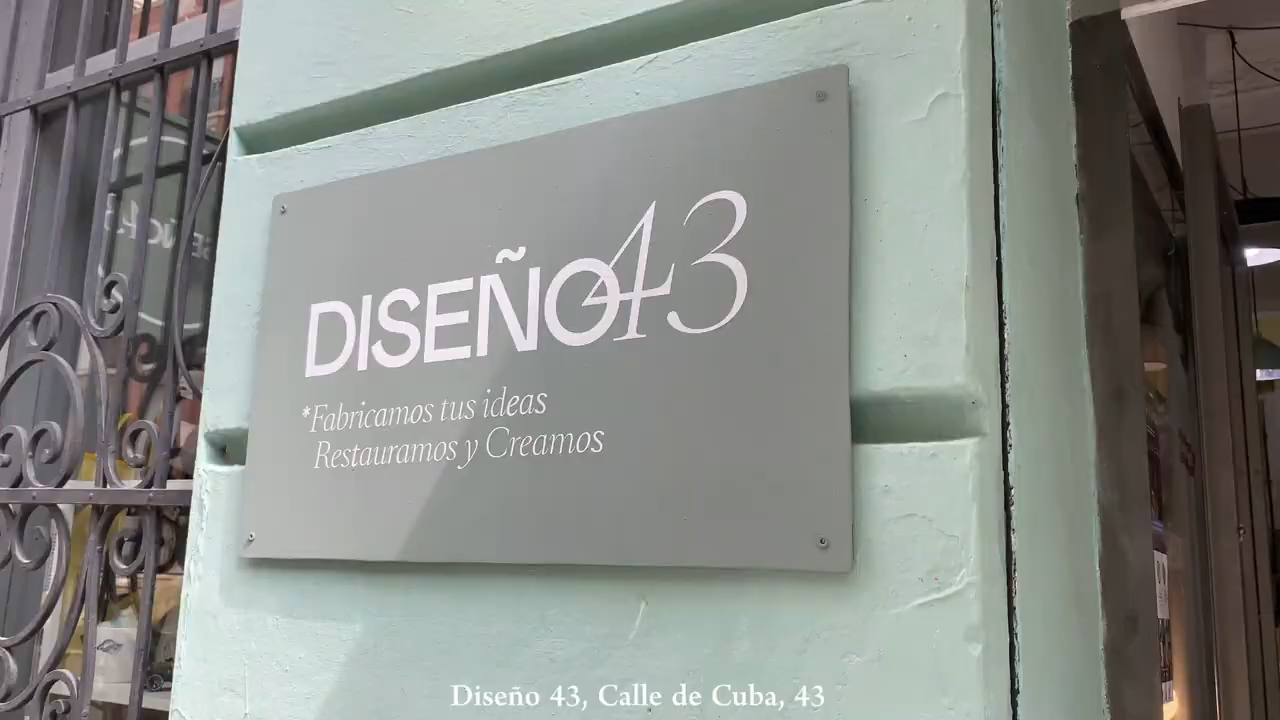 DISEÑO43
*Fabricamos tus ideas
Restauramos y Creamos
Diseño 43, Calle de Cuba, 43